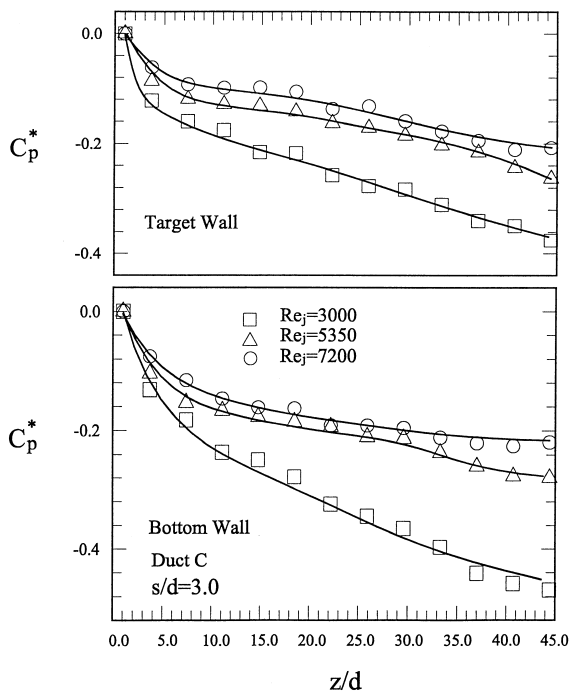 0.0
-0.2
-0.4
C*p
Target Wall
0.0
-0.2
-0.4
C*p
Rej=3000
Rej=5350
Rej=7200
Bottom Wall
Duct C
s/d=3.0
0.0 5.0 10.0 15.0 20.0 25.0 30.0 35.0 40.0 45.0
z/d